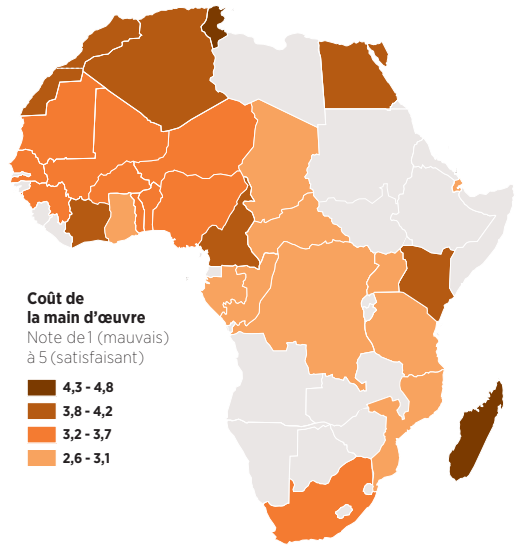 Coût de
la main d'œuvre
Note de 1 (mauvais)
à 5 (satisfaisant)
4,3 - 4,8
3,8 - 4,2
3,2 - 3,7
2,6 - 3,1